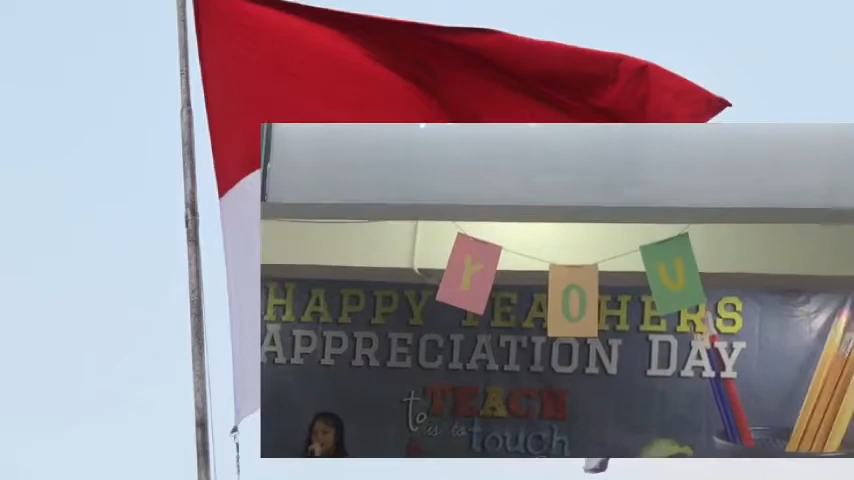 r o u
HAPPY TEACHERS
APPRECIATION DAY
to TEACH
is to touch